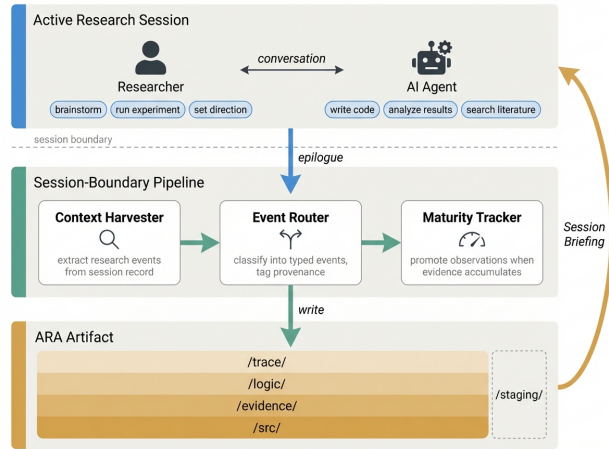 Active Research Session
conversation
Researcher
AI Agent
brainstorm
run experiment
set direction
write code
analyze results
search literature
session boundary
epilogue
Session-Boundary Pipeline
Context Harvester
extract research events
from session record
Event Router
classify into typed events,
tag provenance
Maturity Tracker
promote observations when
evidence accumulates
Session
Briefing
write
ARA Artifact
/trace/
/logic/
/evidence/
/src/
/staging/